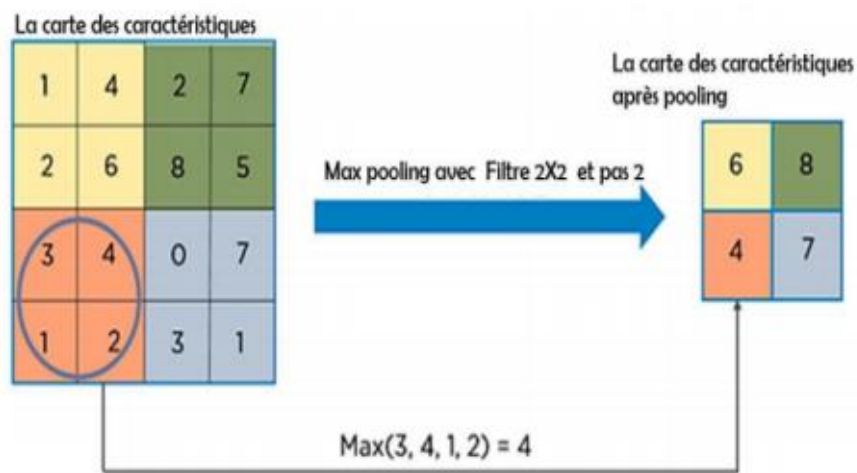 La carte des caractéristiques
1 4 2 7
2 6 8 5
3 4 0 7
1 2 3 1
Max pooling avec Filtre 2X2 et pas 2
La carte des caractéristiques
après pooling
6 8
4 7
Max(3, 4, 1, 2) = 4